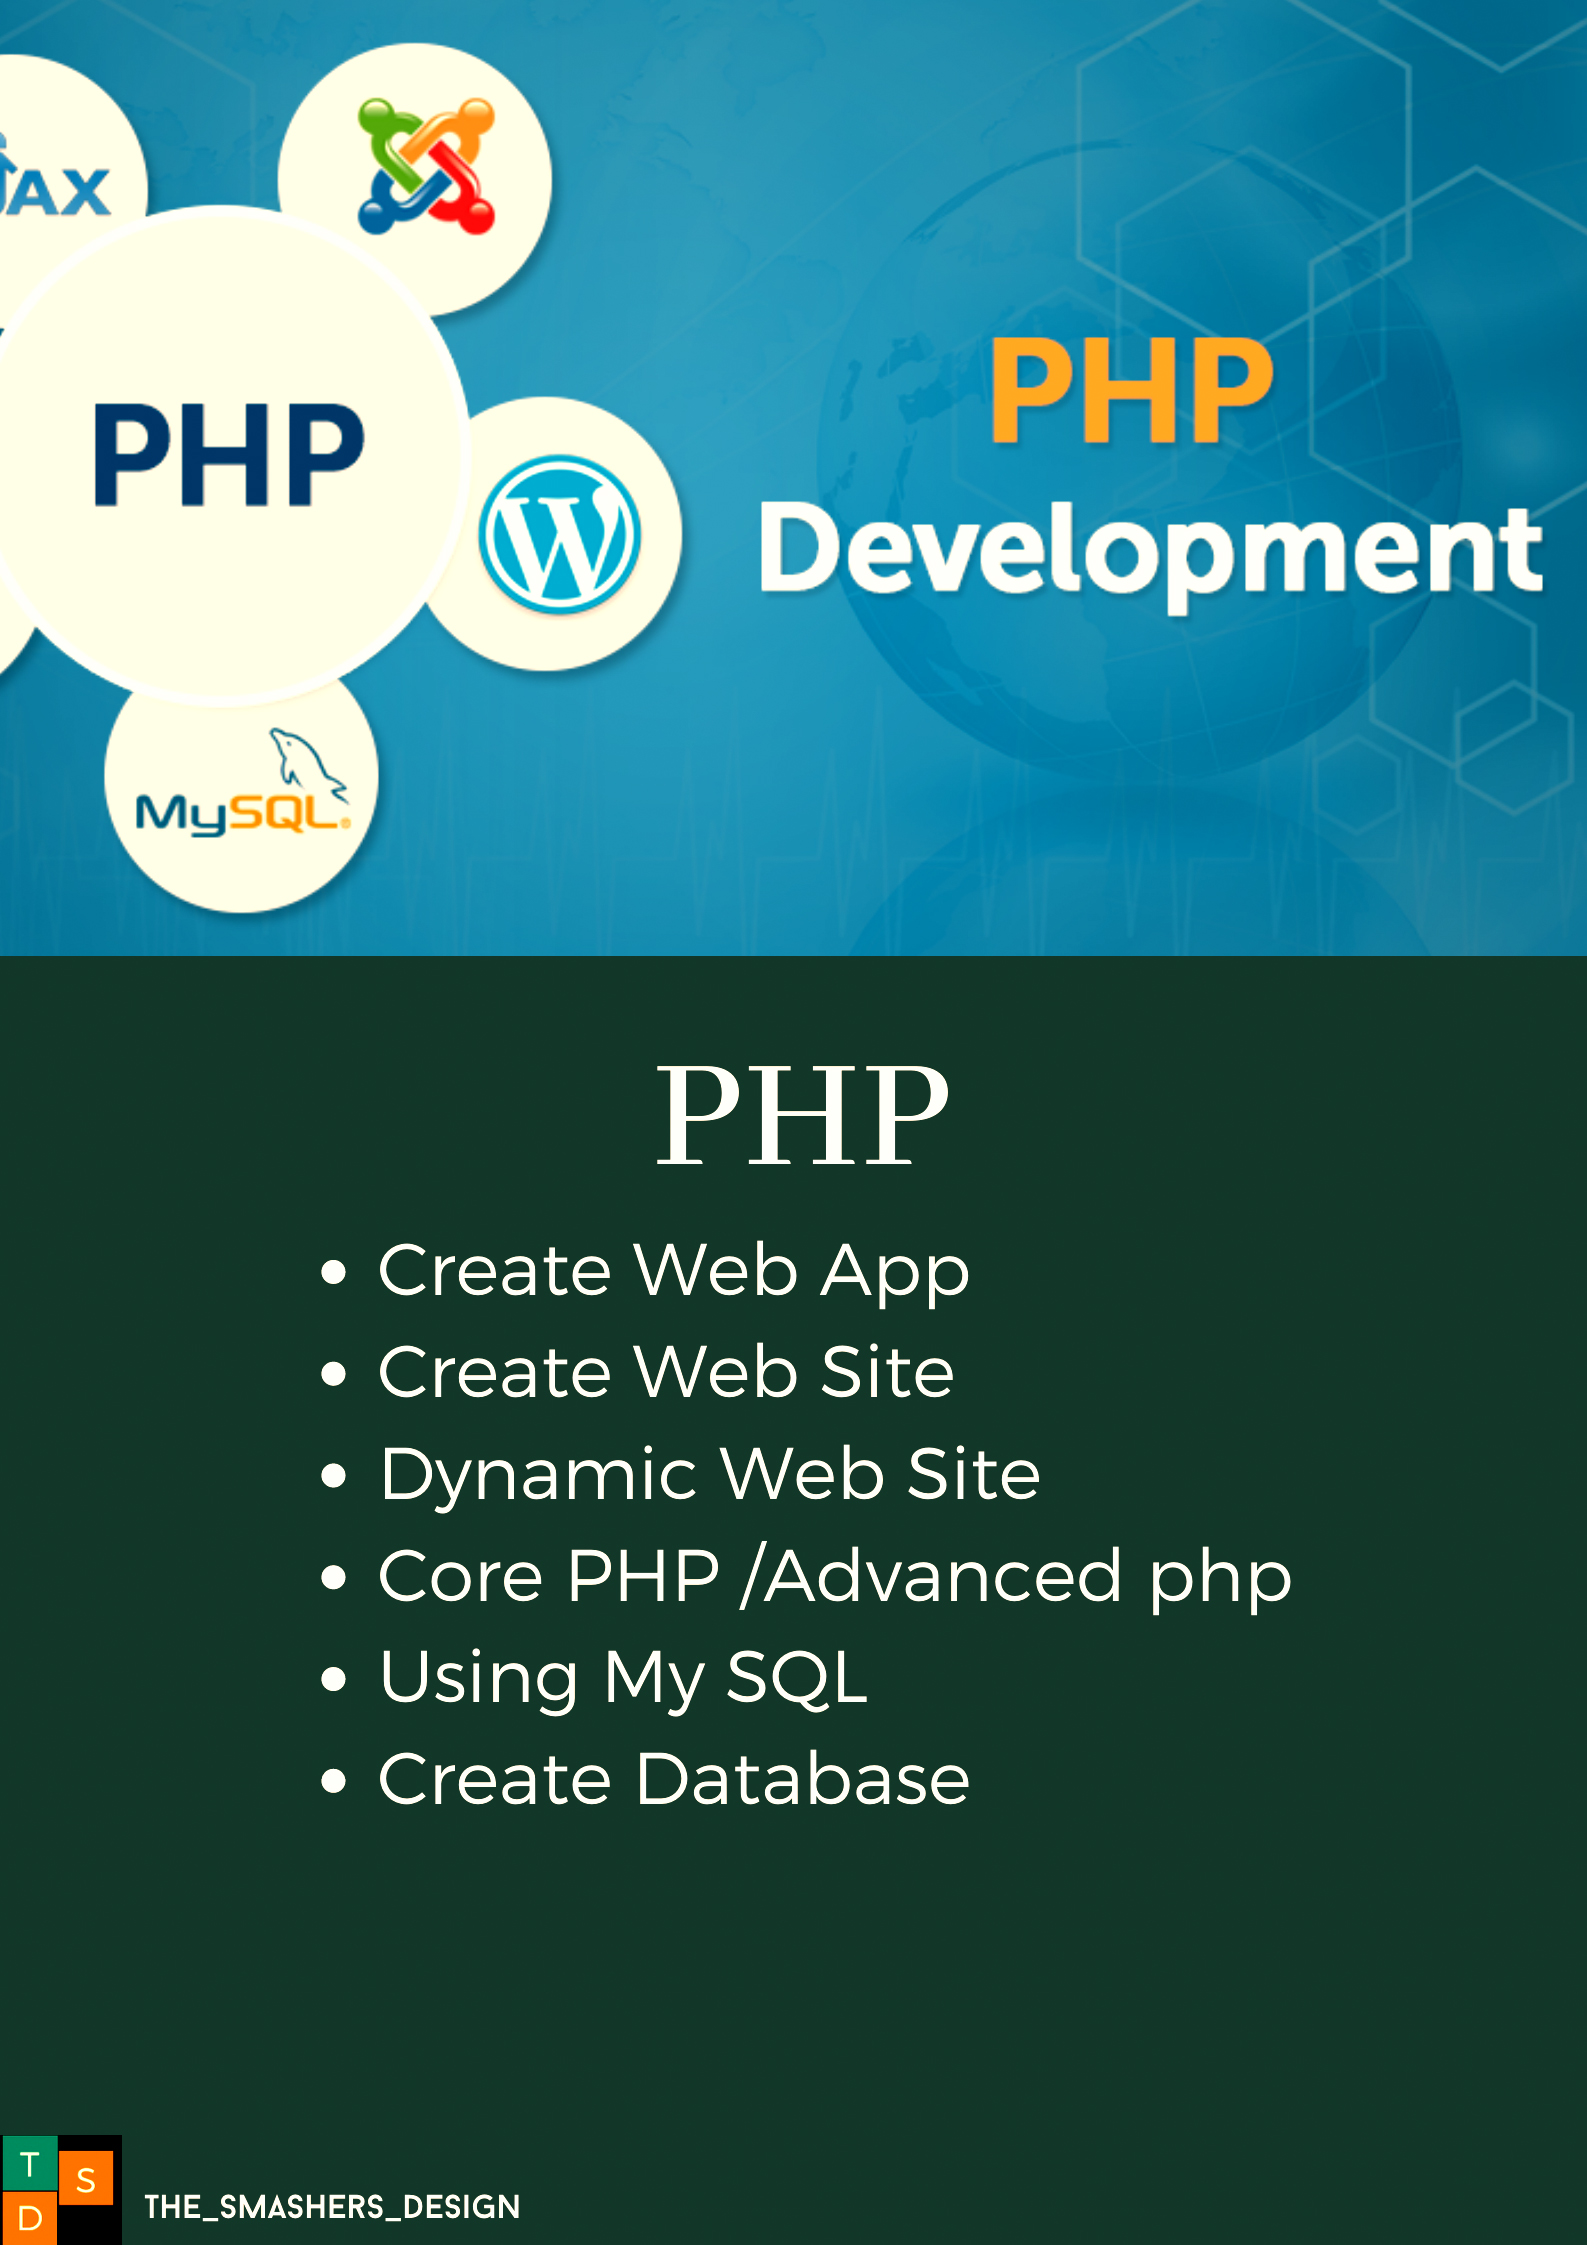 AX
PHP
MySQL®
PHP
Development
PHP
• Create Web App
• Create Web Site
• Dynamic Web Site
• Core PHP /Advanced php
• Using My SQL
• Create Database
T
S
D
THE_SMASHERS_DESIGN